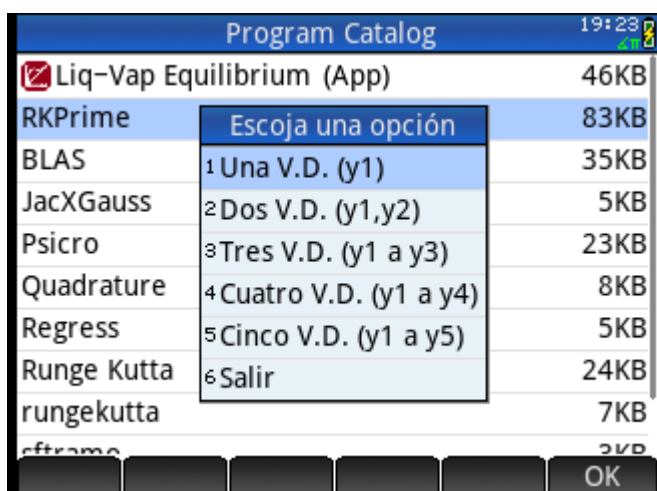 Program Catalog
19:23
∡π
Liq-Vap Equilibrium (App) 46KB
RKPrime 83KB
BLAS 35KB
JacXGauss 5KB
Psicro 23KB
Quadrature 8KB
Regress 5KB
Runge Kutta 24KB
rungekutta 7KB
Escoja una opción
1 Una V.D. (y1)
2 Dos V.D. (y1,y2)
3 Tres V.D. (y1 a y3)
4 Cuatro V.D. (y1 a y4)
5 Cinco V.D. (y1 a y5)
6 Salir
OK